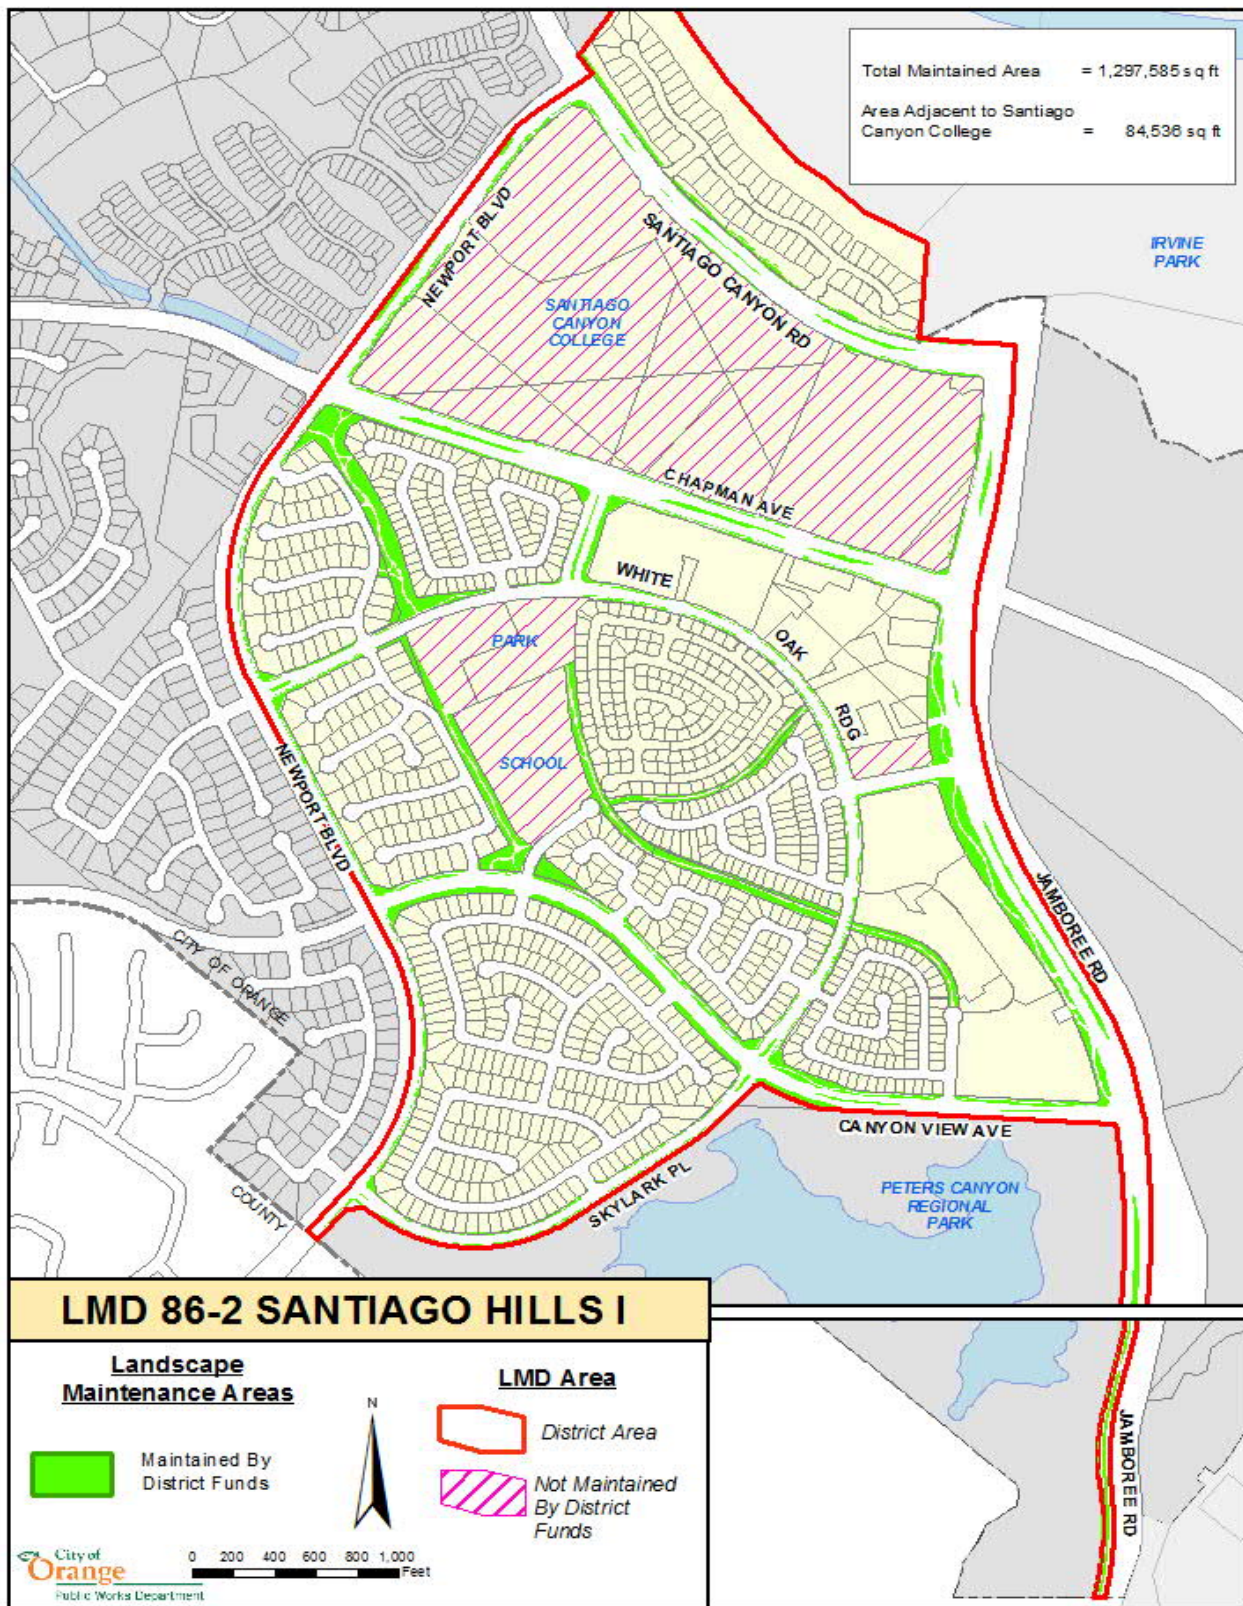 Total Maintained Area = 1,297,585 sq ft
Area Adjacent to Santiago
Canyon College = 84,536 sq ft
IRVINE
PARK
NEWPORT BLVD
SANTIAGO CANYON RD
SANTIAGO
CANYON
COLLEGE
CHAPMAN AVE
WHITE
OAK
RDG
PARK
SCHOOL
NEWPORT BLVD
JAMBOREE RD
CITY OF ORANGE
COUNTY
CANYON VIEW AVE
SKYLARK PL
PETERS CANYON
REGIONAL
PARK
LMD 86-2 SANTIAGO HILLS I
Landscape
Maintenance Areas
Maintained By
District Funds
N
LMD Area
District Area
Not Maintained
By District
Funds
City of
Orange
Public Works Department
0 200 400 600 800 1,000
Feet
JAMBOREE RD